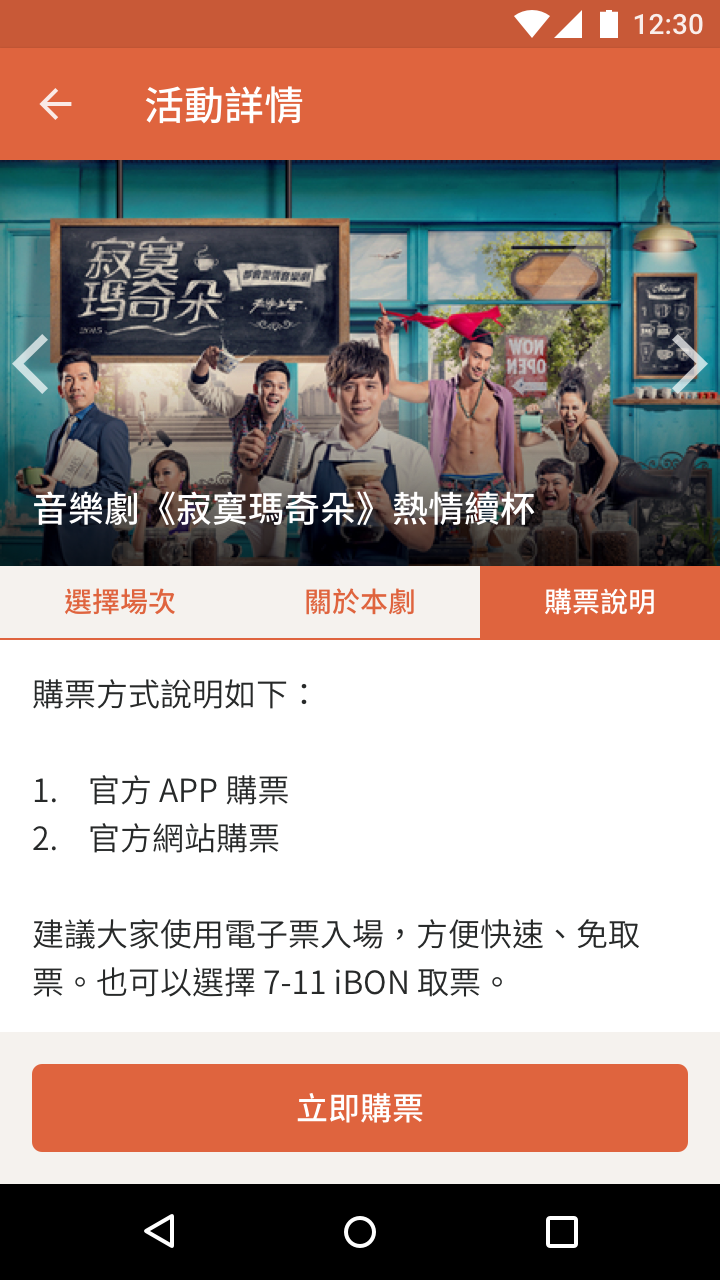 12:30
活動詳情
寂寞
瑪奇朵
都會愛情音樂劇
2015
Menu
NOW
OPEN
音樂劇《寂寞瑪奇朵》熱情續杯
選擇場次
關於本劇
購票說明
購票方式說明如下：
1. 官方 APP 購票
2. 官方網站購票
建議大家使用電子票入場，方便快速、免取
票。也可以選擇 7-11 iBON 取票。
立即購票